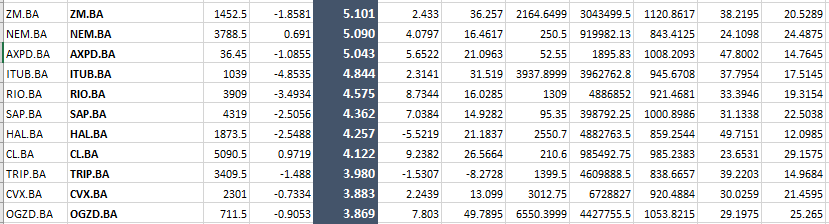 ZM.BA ZM.BA 1452.5 -1.8581 5.101 2.433 36.257 2164.6499 3043499.5 1120.8617 38.2195 20.5289
NEM.BA NEM.BA 3788.5 0.691 5.090 4.0797 16.4617 250.5 919982.13 843.4125 24.1098 24.4875
AXPD.BA AXPD.BA 36.45 -1.0855 5.043 5.6522 21.0963 52.55 1895.83 1008.2093 47.8002 14.7645
ITUB.BA ITUB.BA 1039 -4.8535 4.844 2.3141 31.519 3937.8999 3962762.8 945.6708 37.7954 17.5145
RIO.BA RIO.BA 3909 -3.4934 4.575 8.7344 16.0285 1309 4886852 921.4681 33.3946 19.3154
SAP.BA SAP.BA 4319 -2.5056 4.362 7.0384 14.9282 95.35 398792.25 1000.8986 31.1338 22.5038
HAL.BA HAL.BA 1873.5 -2.5488 4.257 -5.5219 21.1837 2550.7 4882763.5 859.2544 49.7151 12.0985
CL.BA CL.BA 5090.5 0.9719 4.122 9.2382 26.5664 210.6 985492.75 985.2383 23.6531 29.1575
TRIP.BA TRIP.BA 3409.5 -1.488 3.980 -1.5307 -8.2728 1399.5 4609888.5 838.6657 39.2203 14.9684
CVX.BA CVX.BA 2301 -0.7334 3.883 2.2439 13.099 3012.75 6728827 920.4884 30.0259 21.4595
OGZD.BA OGZD.BA 711.5 -0.9053 3.869 7.803 49.7895 6550.3999 4427755.5 1053.8215 29.1975 25.265